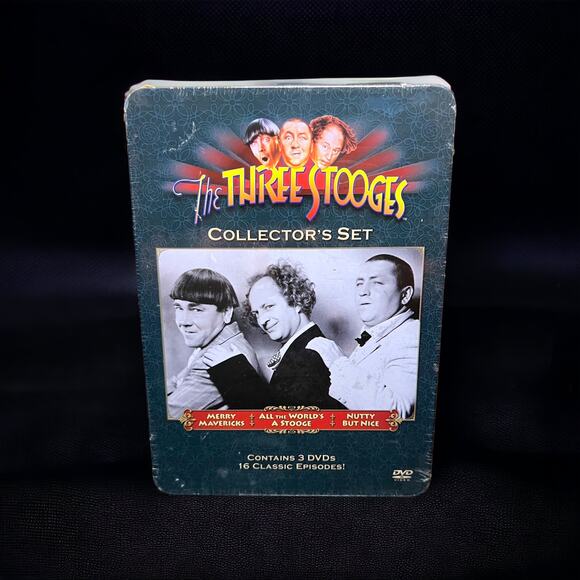 The THREE STOOGES
COLLECTOR'S SET
MERRY MAVERICKS
ALL THE WORLD'S A STOOGE
NUTTY BUT NICE
CONTAINS 3 DVDS
16 CLASSIC EPISODES!
DVD
VIDEO